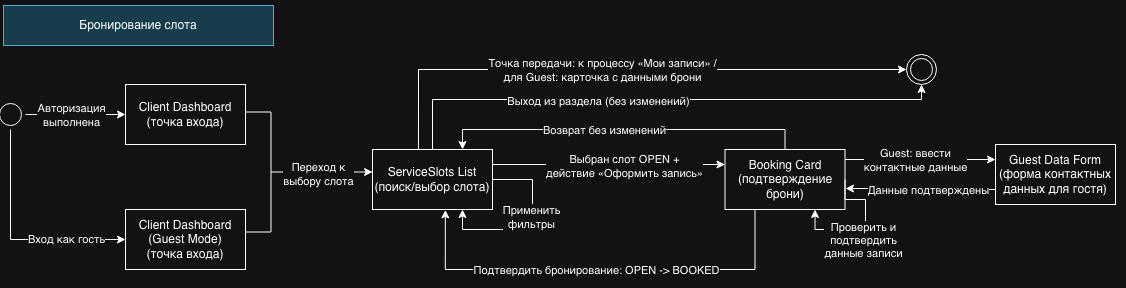 Бронирование слота
Точка передачи: к процессу «Мои записи» /
для Guest: карточка с данными брони
Выход из раздела (без изменений)
Авторизация
выполнена
Client Dashboard
(точка входа)
Возврат без изменений
Переход к
выбору слота
ServiceSlots List
(поиск/выбор слота)
Выбран слот OPEN +
действие «Оформить запись»
Booking Card
(подтверждение
брони)
Guest: ввести
контактные данные
Данные подтверждены
Guest Data Form
(форма контактных
данных для гостя)
Применить
фильтры
Проверить и
подтвердить
данные записи
Вход как гость
Client Dashboard
(Guest Mode)
(точка входа)
Подтвердить бронирование: OPEN -> BOOKED